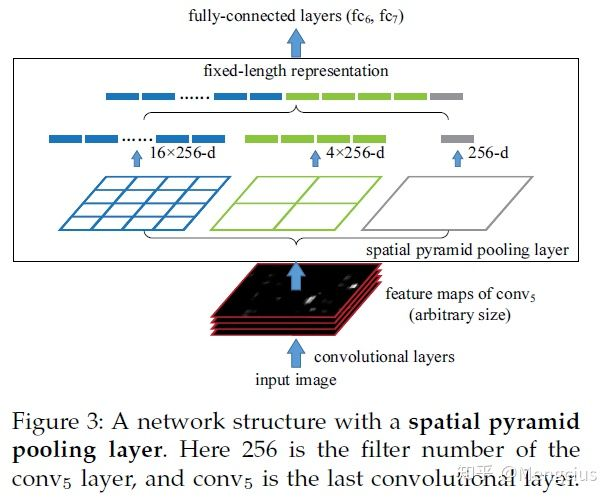 fully-connected layers (fc₆, fc₇)
fixed-length representation
......
......
16×256-d
4×256-d
256-d
spatial pyramid pooling layer
feature maps of conv₅
(arbitrary size)
convolutional layers
input image
Figure 3: A network structure with a spatial pyramid
pooling layer. Here 256 is the filter number of the
conv₅ layer, and conv₅ is the last convolutional layer.
知乎